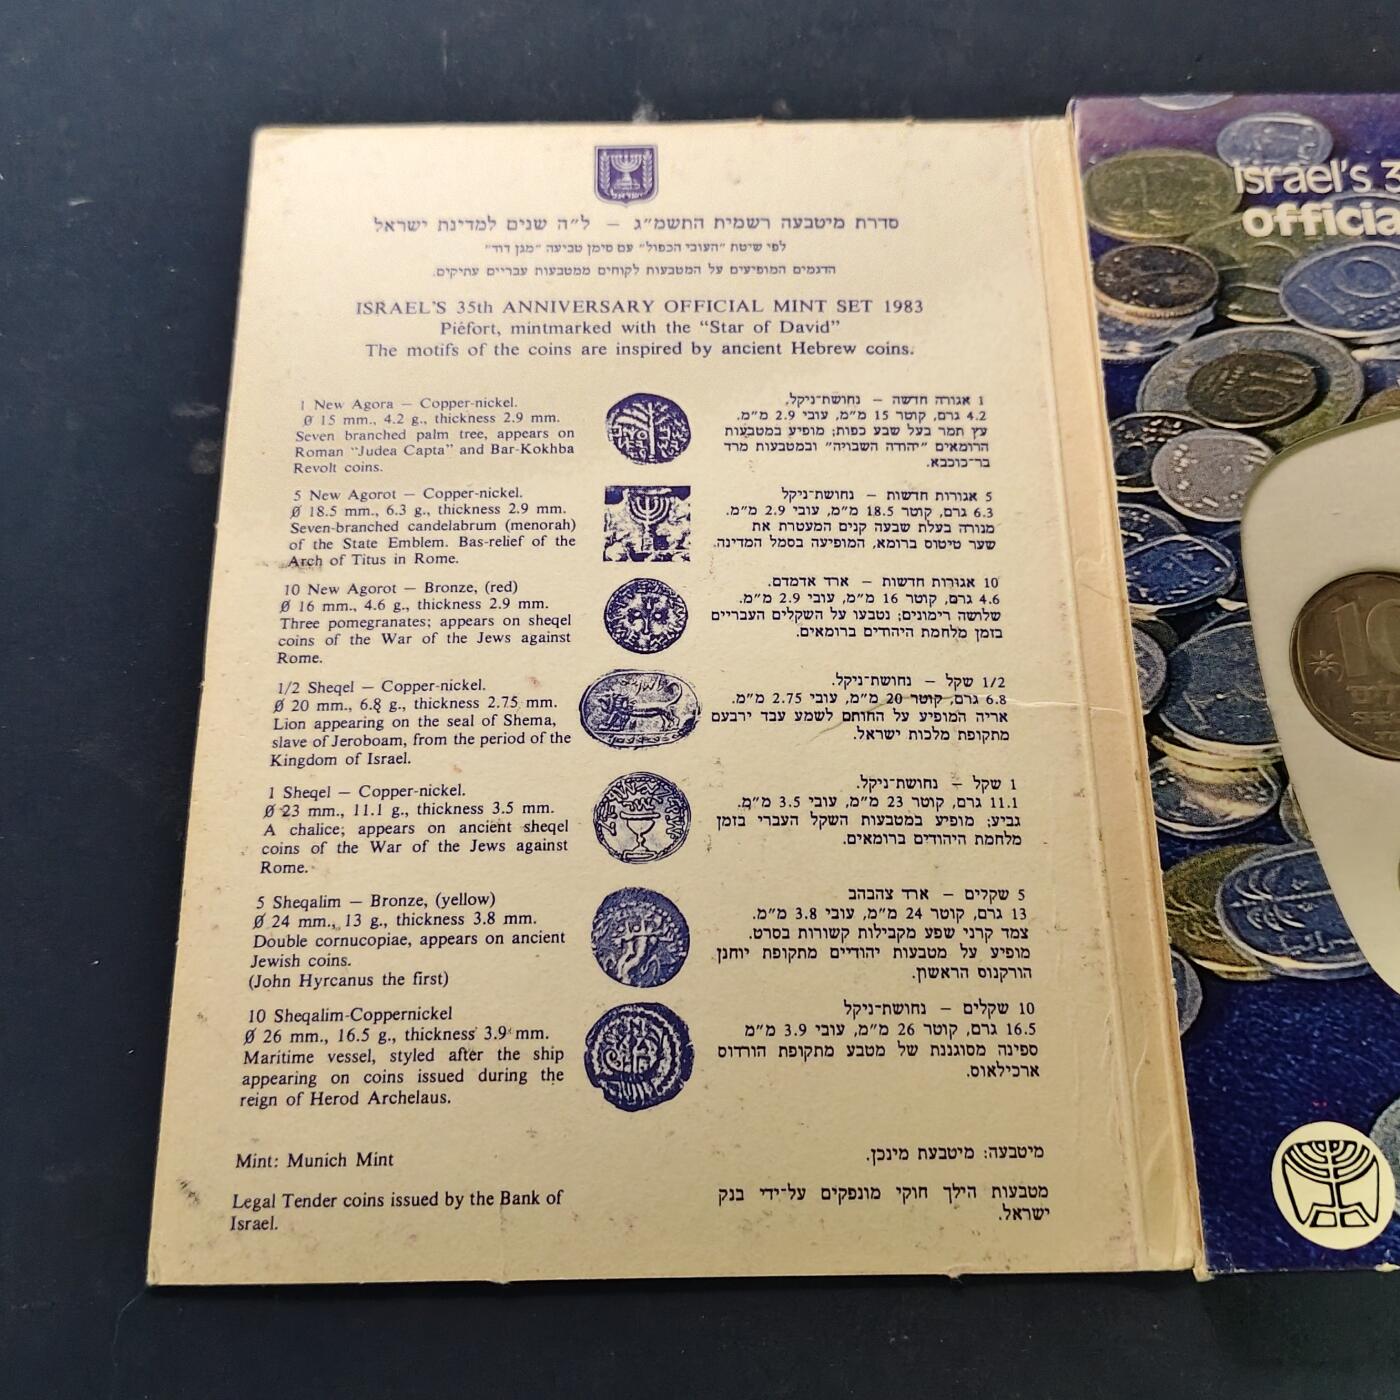 ישראל
סדרת מיטבעה רשמית התשמ״ג – ל״ה שנים למדינת ישראל
לפי שיטת ״העובי הכפול״ עם סימן טביעה ״מגן דוד״
הדגמים המופיעים על המטבעות לקוחים ממטבעות עבריים עתיקים.
ISRAEL'S 35th ANNIVERSARY OFFICIAL MINT SET 1983
Piéfort, mintmarked with the “Star of David”
The motifs of the coins are inspired by ancient Hebrew coins.
1 New Agora – Copper-nickel.
Ø 15 mm., 4.2 g., thickness 2.9 mm.
Seven branched palm tree, appears on
Roman “Judea Capta” and Bar-Kokhba
Revolt coins.
1 אגורה חדשה – נחושת־ניקל.
4.2 גרם, קוטר 15 מ״מ, עובי 2.9 מ״מ.
עץ תמר בעל שבע כפות; מופיע במטבעות
הרומאים ״יהודה השבויה״ ובמטבעות מרד
בר־כוכבא.
5 New Agorot – Copper-nickel.
Ø 18.5 mm., 6.3 g., thickness 2.9 mm.
Seven-branched candelabrum (menorah)
of the State Emblem. Bas-relief of the
Arch of Titus in Rome.
5 אגורות חדשות – נחושת־ניקל
6.3 גרם, קוטר 18.5 מ״מ, עובי 2.9 מ״מ.
מנורה בעלת שבעה קנים המעטרת את
שער טיטוס ברומא, המופיעה בסמל המדינה.
10 New Agorot – Bronze, (red)
Ø 16 mm., 4.6 g., thickness 2.9 mm.
Three pomegranates; appears on sheqel
coins of the War of the Jews against
Rome.
10 אגורות חדשות – ארד אדמדם.
4.6 גרם, קוטר 16 מ״מ, עובי 2.9 מ״מ.
שלושה רימונים; נטבעו על השקלים העבריים
בזמן מלחמת היהודים ברומאים.
1/2 Sheqel – Copper-nickel.
Ø 20 mm., 6.8 g., thickness 2.75 mm.
Lion appearing on the seal of Shema,
slave of Jeroboam, from the period of the
Kingdom of Israel.
1/2 שקל – נחושת־ניקל.
6.8 גרם, קוטר 20 מ״מ, עובי 2.75 מ״מ.
אריה המופיע על החותם לשמע עבד ירבעם
מתקופת מלכות ישראל.
1 Sheqel – Copper-nickel.
Ø 23 mm., 11.1 g., thickness 3.5 mm.
A chalice; appears on ancient sheqel
coins of the War of the Jews against
Rome.
1 שקל – נחושת־ניקל.
11.1 גרם, קוטר 23 מ״מ, עובי 3.5 מ״מ.
גביע; מופיע במטבעות השקל העברי בזמן
מלחמת היהודים ברומאים.
5 Sheqalim – Bronze, (yellow)
Ø 24 mm., 13 g., thickness 3.8 mm.
Double cornucopiae, appears on ancient
Jewish coins.
(John Hyrcanus the first)
5 שקלים – ארד צהבהב
13 גרם, קוטר 24 מ״מ, עובי 3.8 מ״מ.
צמד קרני שפע מקבילות קשורות בסרט.
מופיע על מטבעות יהודיים מתקופת יוחנן
הורקנוס הראשון.
10 Sheqalim-Coppernickel
Ø 26 mm., 16.5 g., thickness 3.9 mm.
Maritime vessel, styled after the ship
appearing on coins issued during the
reign of Herod Archelaus.
10 שקלים – נחושת־ניקל
16.5 גרם, קוטר 26 מ״מ, עובי 3.9 מ״מ
ספינה מסוגננת של מטבע מתקופת הורדוס
ארכילאוס.
Mint: Munich Mint
מיטבעה: מיטבעת מינכן.
Legal Tender coins issued by the Bank of
Israel.
מטבעות הילך חוקי מונפקים על־ידי בנק
ישראל.
Israel's 3
officia
10